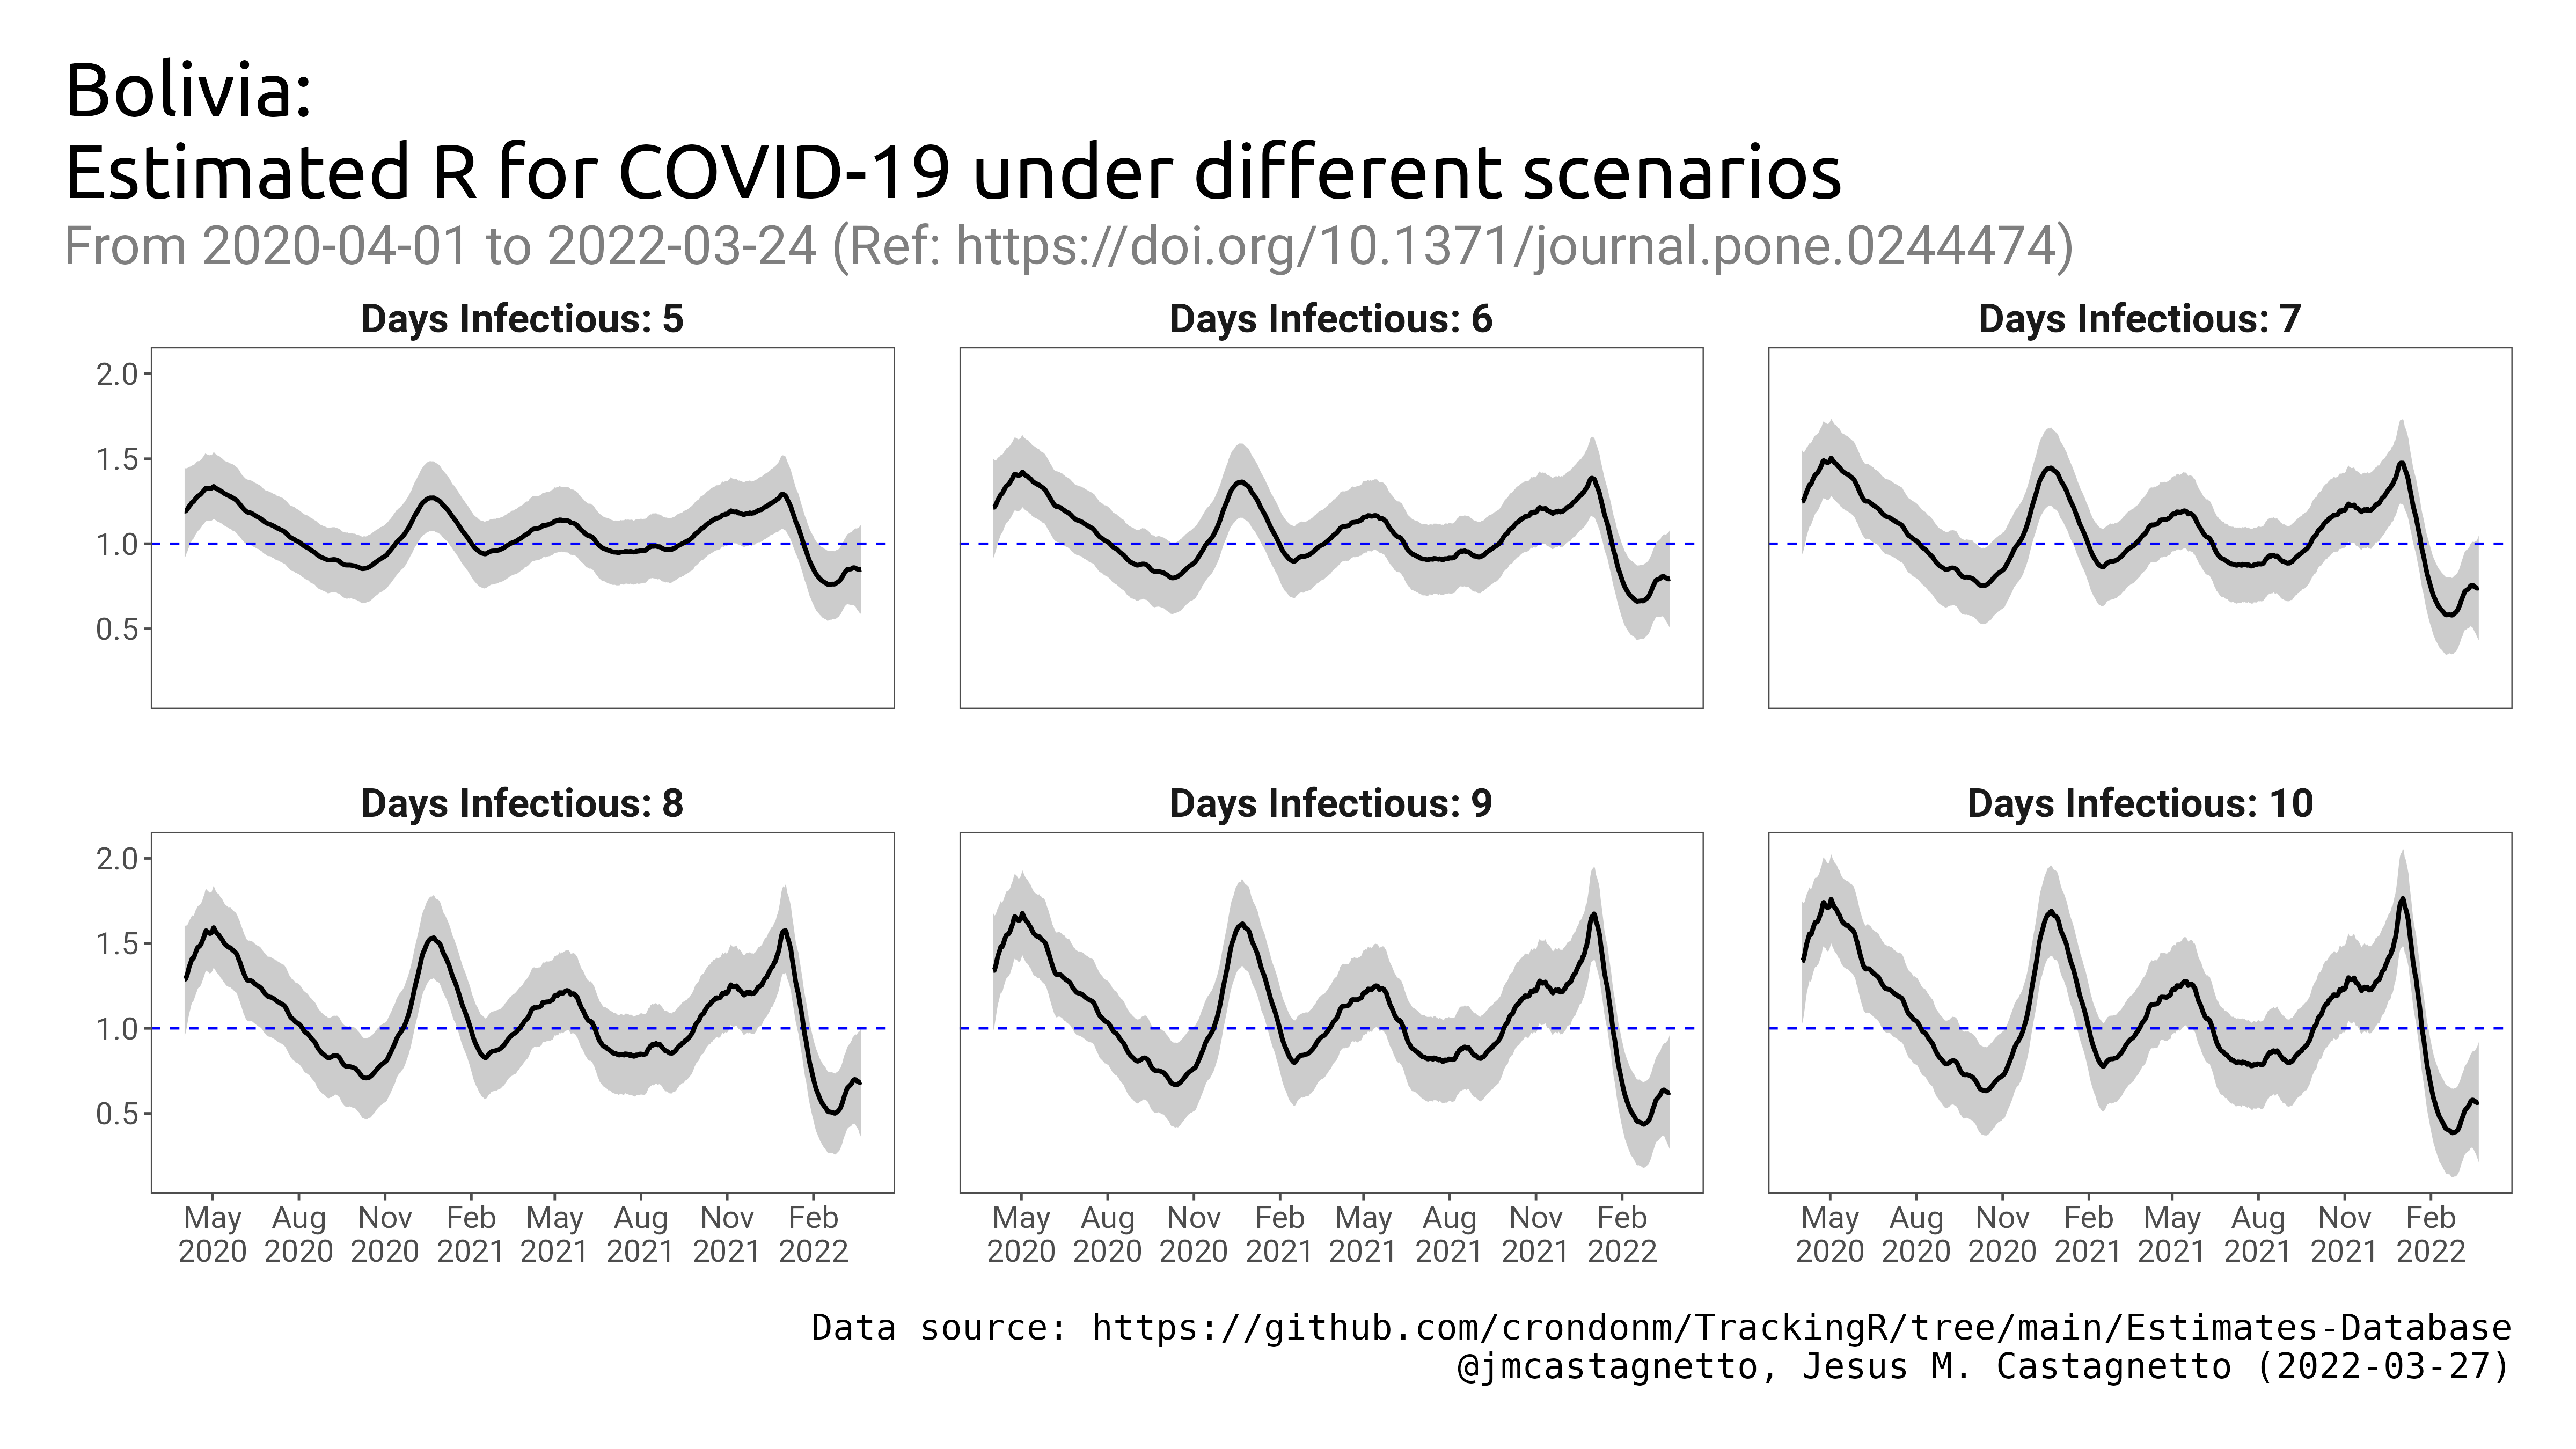 Bolivia:
Estimated R for COVID-19 under different scenarios
From 2020-04-01 to 2022-03-24 (Ref: https://doi.org/10.1371/journal.pone.0244474)
Days Infectious: 5
Days Infectious: 6
Days Infectious: 7
2.0
1.5
1.0
0.5
Days Infectious: 8
Days Infectious: 9
Days Infectious: 10
2.0
1.5
1.0
0.5
May Aug Nov Feb May Aug Nov Feb
2020 2020 2020 2021 2021 2021 2021 2022
May Aug Nov Feb May Aug Nov Feb
2020 2020 2020 2021 2021 2021 2021 2022
May Aug Nov Feb May Aug Nov Feb
2020 2020 2020 2021 2021 2021 2021 2022
Data source: https://github.com/crondonm/TrackingR/tree/main/Estimates-Database
@jmcastagnetto, Jesus M. Castagnetto (2022-03-27)